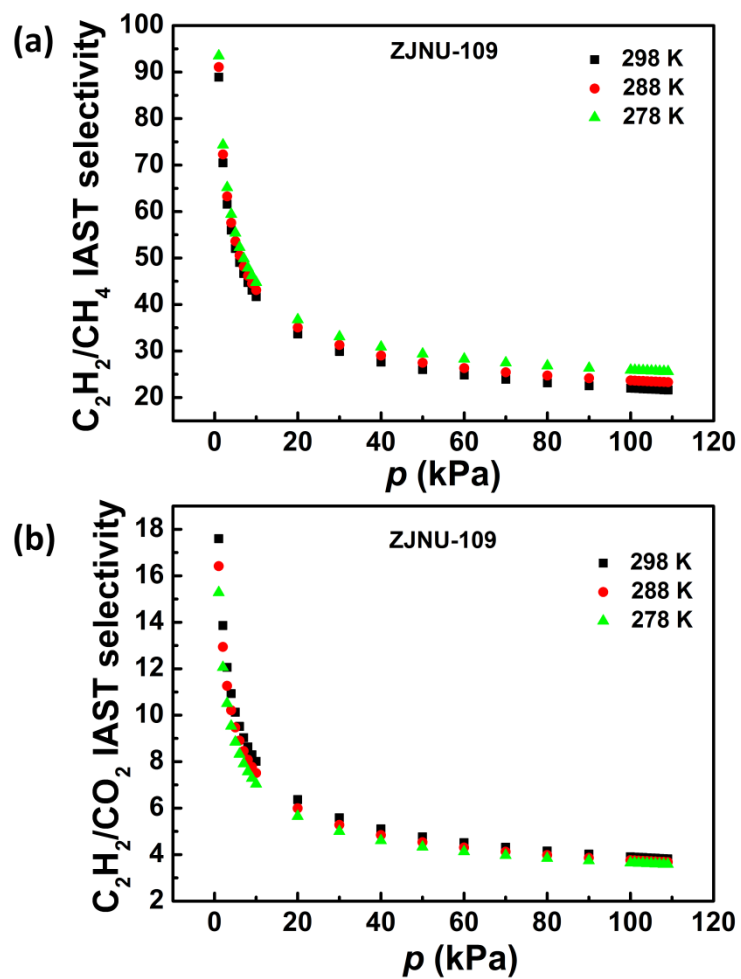 (a)
ZJNU-109
298 K
288 K
278 K
C₂H₂/CH₄ IAST selectivity
100
90
80
70
60
50
40
30
20
0 20 40 60 80 100 120
p (kPa)
(b)
ZJNU-109
298 K
288 K
278 K
C₂H₂/CO₂ IAST selectivity
18
16
14
12
10
8
6
4
2
0 20 40 60 80 100 120
p (kPa)